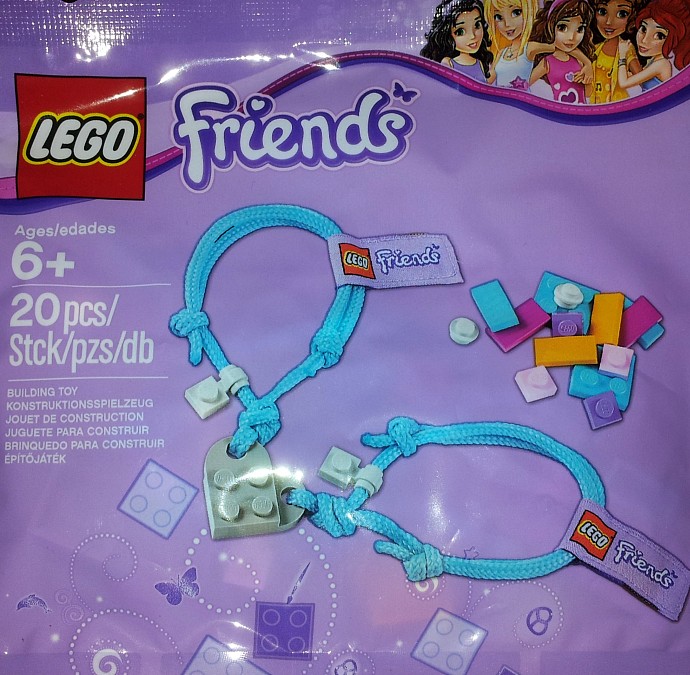 LEGO
Friends
Ages/edades
6+
20 pcs/
Stck/pzs/db
BUILDING TOY
KONSTRUKTIONSSPIELZEUG
JOUET DE CONSTRUCTION
JUGUETE PARA CONSTRUIR
BRINQUEDO PARA CONSTRUIR
ÉPÍTŐJÁTÉK
LEGO Friends
LEGO Friends